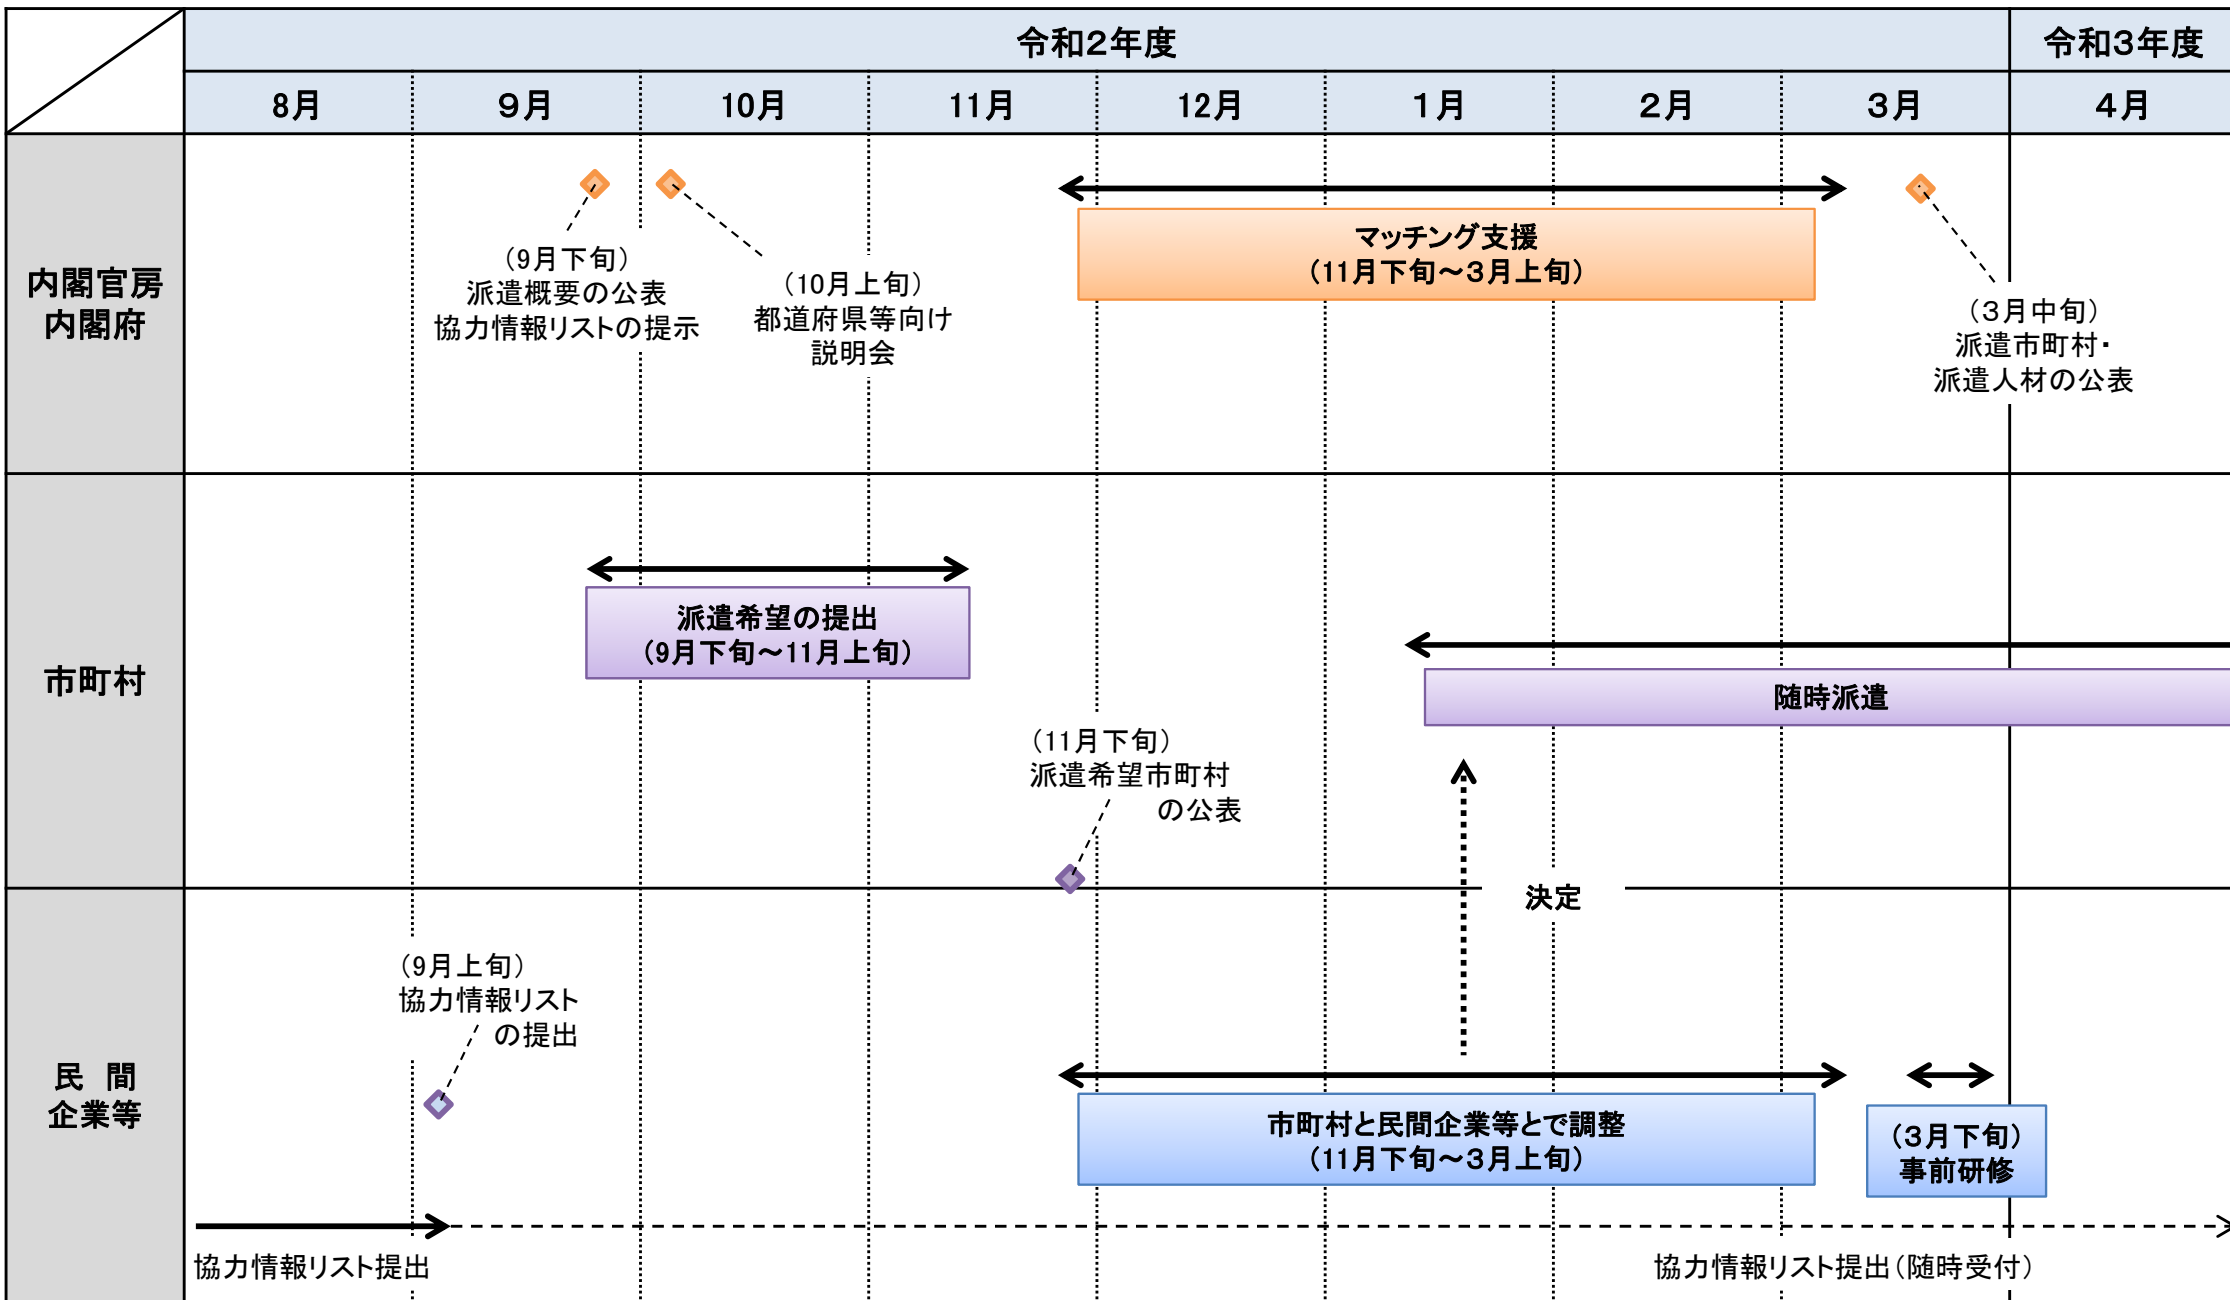 令和２年度
令和３年度
8月
９月
10月
11月
12月
１月
２月
３月
４月
内閣官房
内閣府
（9月下旬）
派遣概要の公表
協力情報リストの提示
（10月上旬）
都道府県等向け
説明会
マッチング支援
（11月下旬～３月上旬）
（３月中旬）
派遣市町村・
派遣人材の公表
市町村
派遣希望の提出
（9月下旬～11月上旬）
随時派遣
（11月下旬）
派遣希望市町村
の公表
決定
民　間
企業等
（9月上旬）
協力情報リスト
の提出
市町村と民間企業等とで調整
（11月下旬～３月上旬）
（３月下旬）
事前研修
協力情報リスト提出
協力情報リスト提出（随時受付）